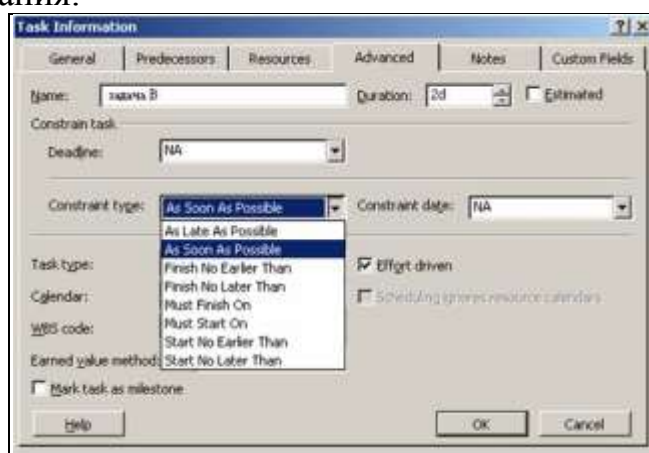 ания.
Task Information
General Predecessors Resources Advanced Notes Custom Fields
Name: задача В Duration: 2d Estimated
Constrain task
Deadline: NA
Constraint type: As Soon As Possible Constraint date: NA
As Late As Possible
As Soon As Possible
Task type: Finish No Earlier Than Effort driven
Finish No Later Than
Calendar: Must Finish On Scheduling ignores resource calendars
Must Start On
WBS code: Start No Earlier Than
Earned value method: Start No Later Than
Mark task as milestone
Help OK Cancel